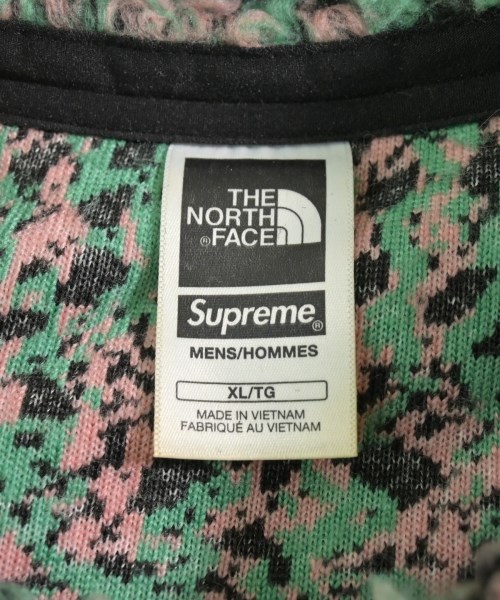 THE
NORTH
FACE®
Supreme®
MENS/HOMMES
XL/TG
MADE IN VIETNAM
FABRIQUÉ AU VIETNAM